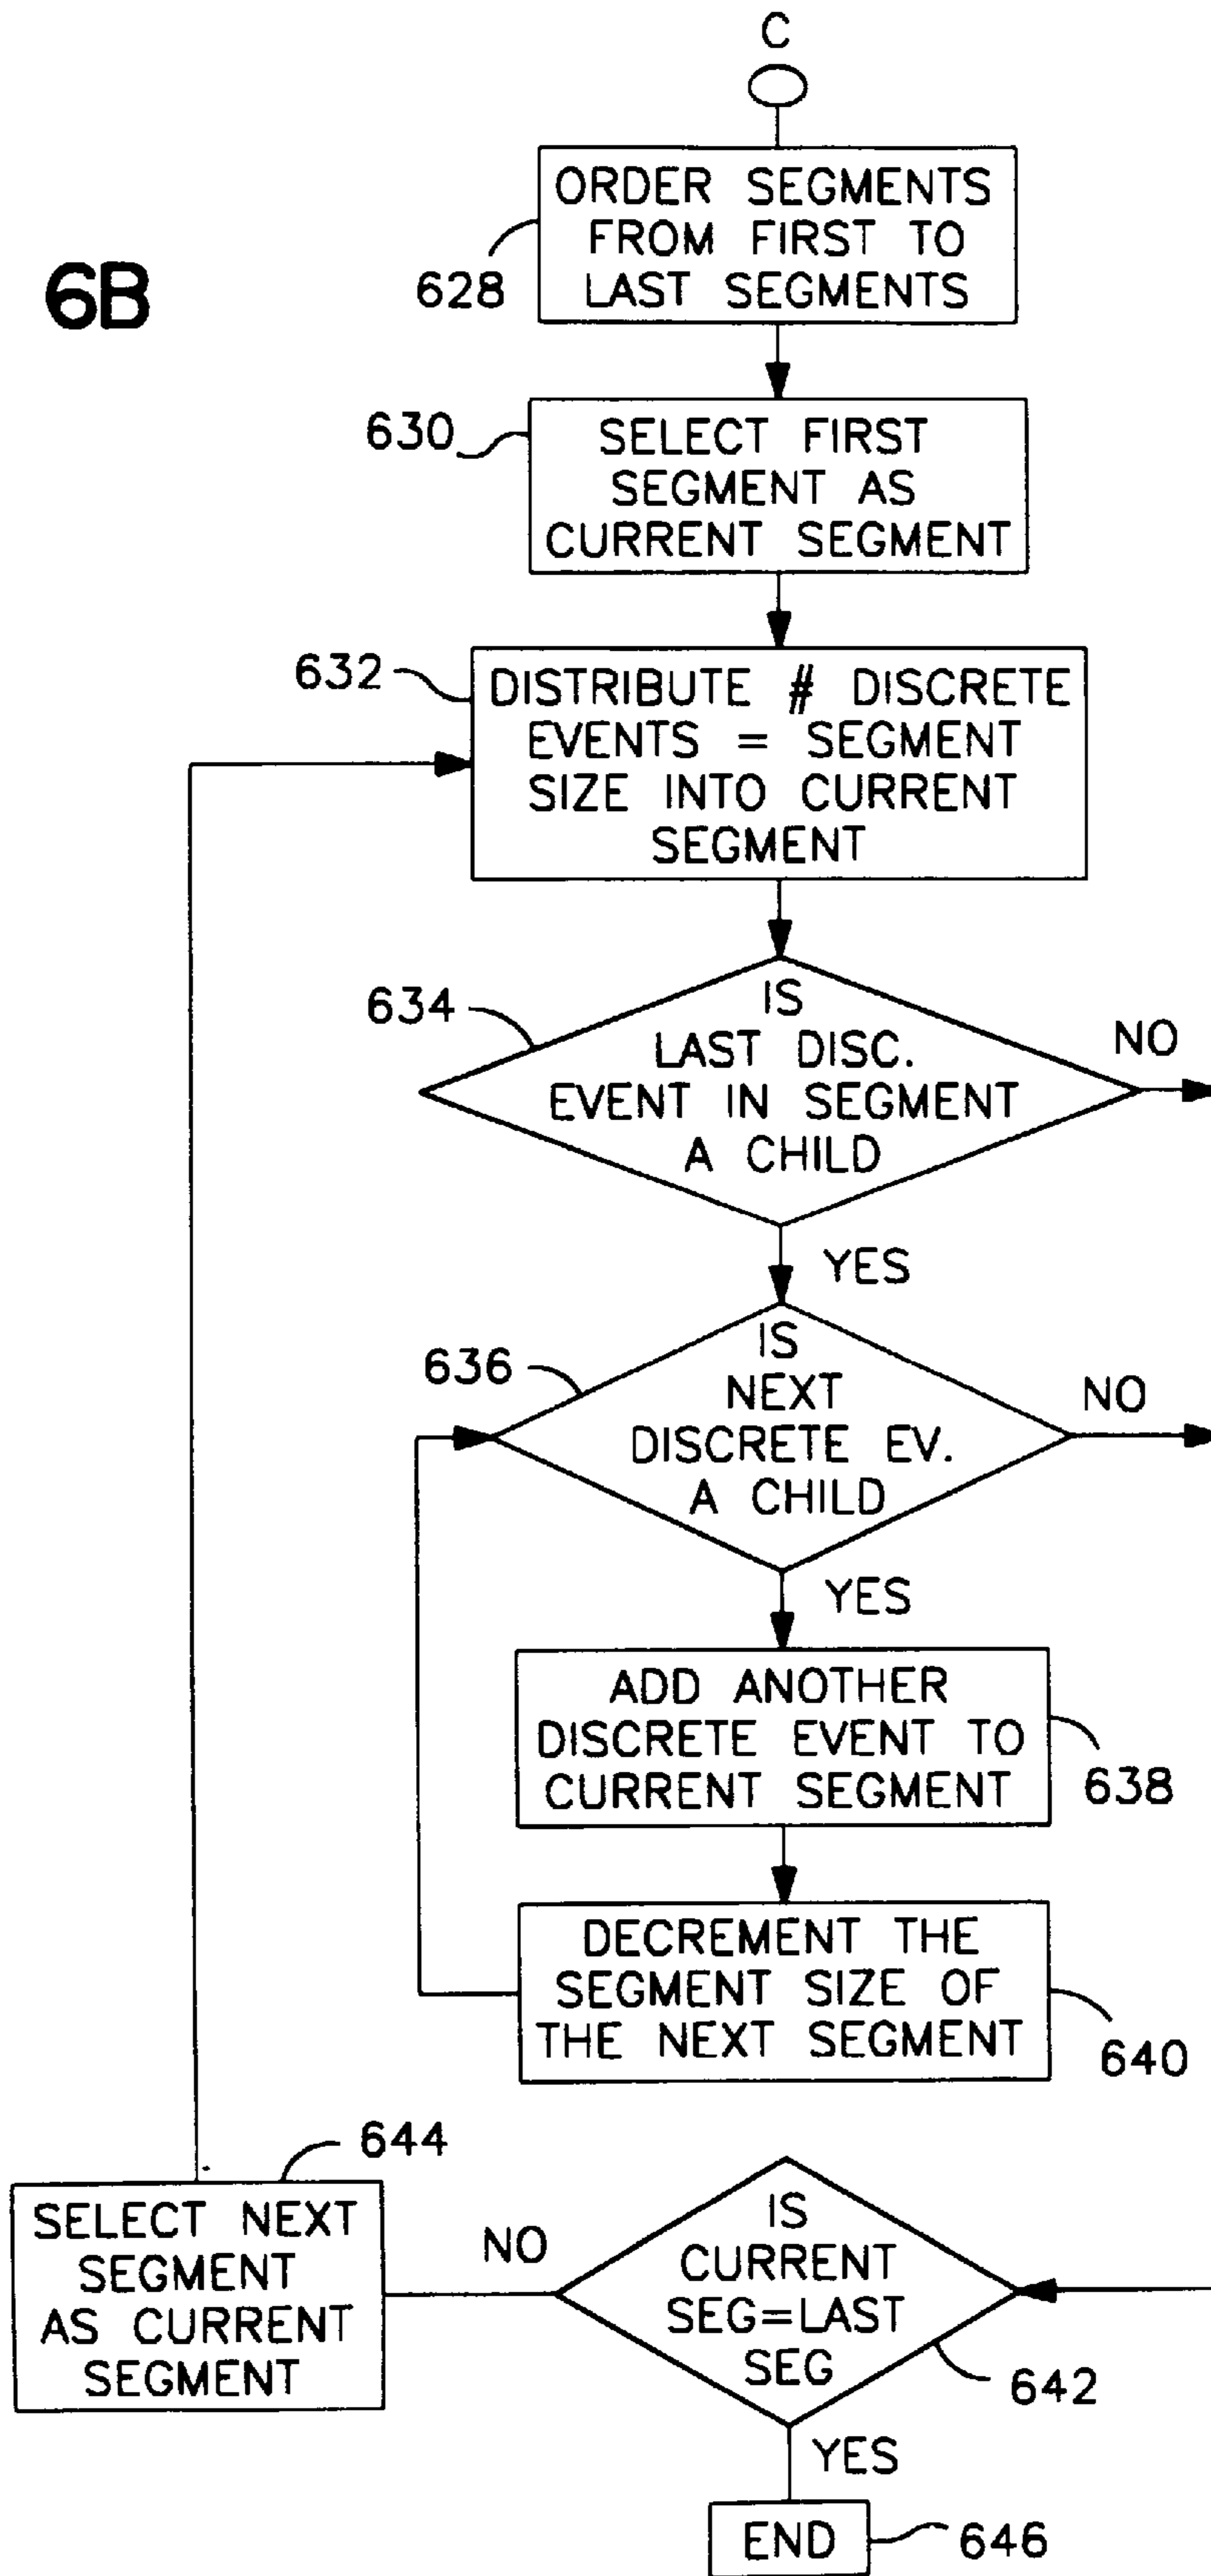 C
6B
ORDER SEGMENTS
FROM FIRST TO
LAST SEGMENTS
628
630
SELECT FIRST
SEGMENT AS
CURRENT SEGMENT
632
DISTRIBUTE # DISCRETE
EVENTS = SEGMENT
SIZE INTO CURRENT
SEGMENT
634
IS
LAST DISC.
EVENT IN SEGMENT
A CHILD
NO
YES
636
IS
NEXT
DISCRETE EV.
A CHILD
NO
YES
ADD ANOTHER
DISCRETE EVENT TO
CURRENT SEGMENT
638
DECREMENT THE
SEGMENT SIZE OF
THE NEXT SEGMENT
640
644
SELECT NEXT
SEGMENT
AS CURRENT
SEGMENT
NO
IS
CURRENT
SEG=LAST
SEG
642
YES
END
646